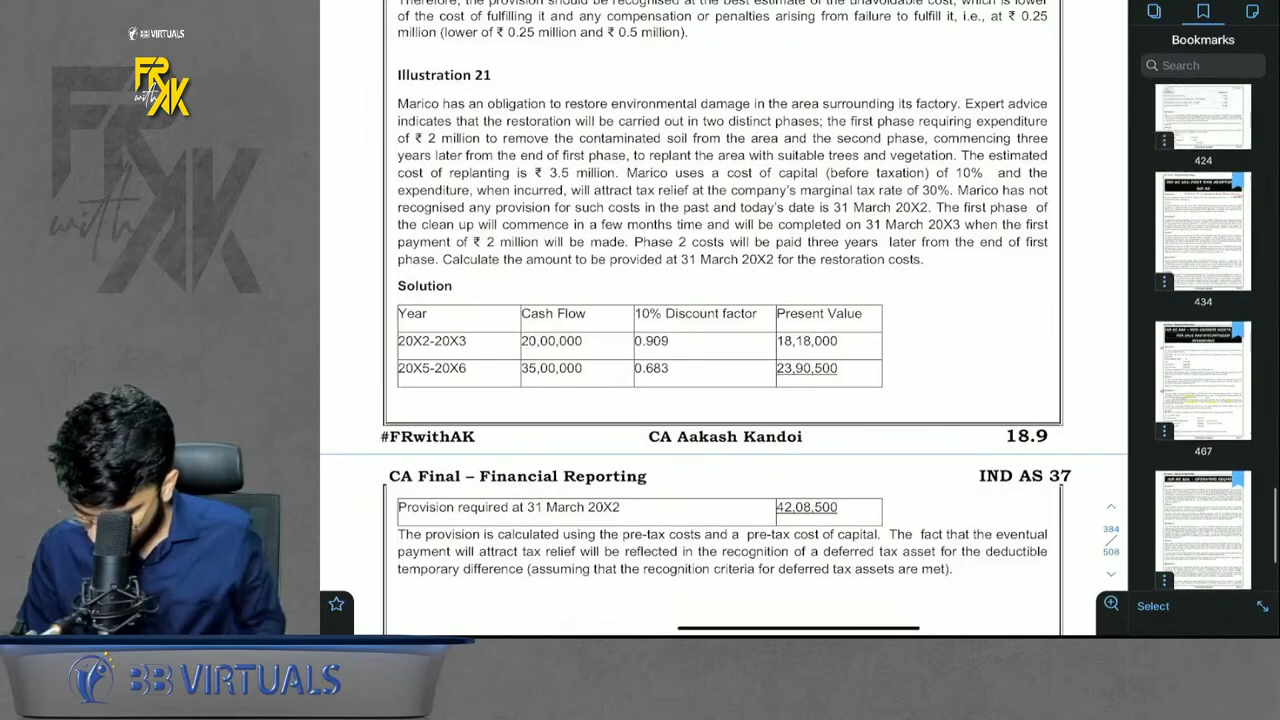 BB VIRTUALS
FR
with
AK
Therefore, the provision should be recognised at the best estimate of the unavoidable cost, which is lower
of the cost of fulfilling it and any compensation or penalties arising from failure to fulfill it, i.e., at ₹ 0.25
million (lower of ₹ 0.25 million and ₹ 0.5 million).
Illustration 21
Marico has an obligation to restore environmental damage in the area surrounding its factory. Expert advice
indicates that the restoration will be carried out in two distinct phases; the first phase requiring expenditure
of ₹ 2 million to remove the contaminated soil from the area and the second phase, commencing three
years later from the end of first phase, to replant the area with suitable trees and vegetation. The estimated
cost of replanting is ₹ 3.5 million. Marico uses a cost of capital (before taxation) of 10% and the
expenditure, when incurred, will attract tax relief at the company's marginal tax rate of 30%. Marico has not
recognised any provision for such costs in the past and today's date is 31 March 20X2. The first phase of
the clean up will commence in a few months time and will be completed on 31 March 20X3 when the first
payment of ₹ 2 million will be made. Phase 2 costs will be paid three years later from the end of first
phase. Calculate the amount to be provided at 31 March 20X2 for the restoration costs.
Solution
Year Cash Flow 10% Discount factor Present Value
20X2-20X3 20,00,000 0.909 18,18,000
20X5-20X6 35,00,000 0.683 23,90,500
#FRwithAK CA Aakash Kandoi 18.9
CA Final – Financial Reporting IND AS 37
Provision required at 31 March 20X2 42,08,500
The provision is calculated using the pre-tax costs and a pre-tax cost of capital. The fact that the eventual
payment will attract tax relief will be reflected in the recognition of a deferred tax asset for the deductible
temporary difference (assuming that the recognition criteria for deferred tax assets are met).
Bookmarks
Search
424
434
467
384
508
Select
BB VIRTUALS